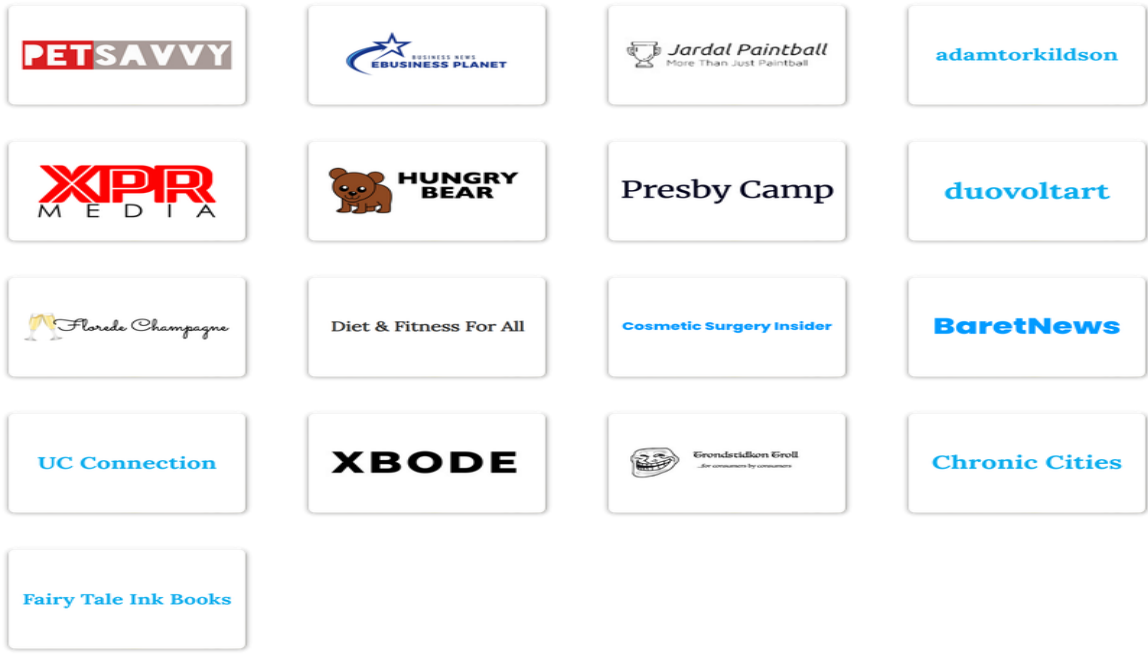 PETSAVVY
BUSINESS NEWS
EBUSINESS PLANET
Jardal Paintball
More Than Just Paintball
adamtorkildson
XPR
MEDIA
HUNGRY
BEAR
Presby Camp
duovoltart
Florede Champagne
Diet & Fitness For All
Cosmetic Surgery Insider
BaretNews
UC Connection
XBODE
Trondstidkon Troll
...for consumers by consumers
Chronic Cities
Fairy Tale Ink Books